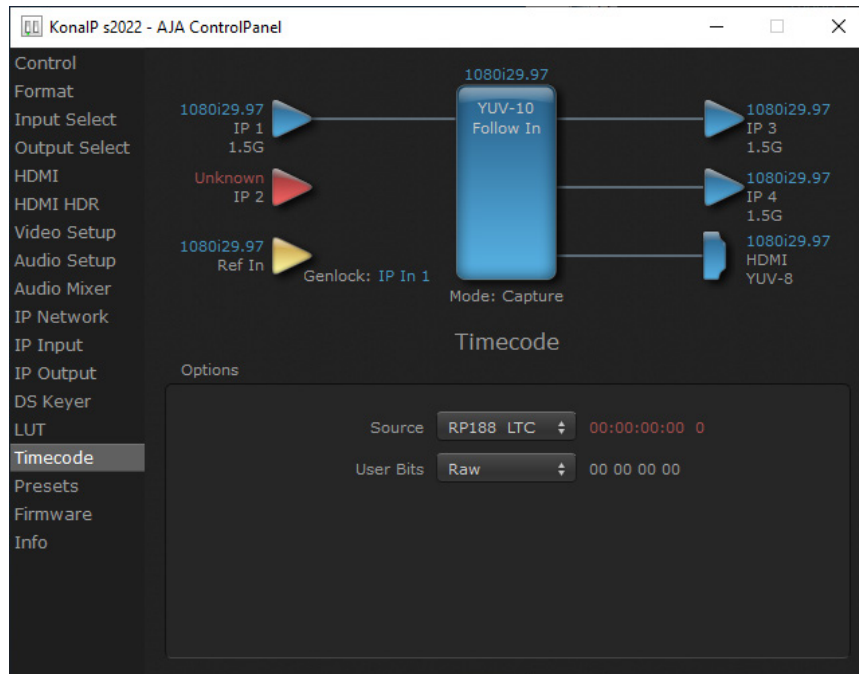 KonaIP s2022 - AJA ControlPanel
Control
Format
Input Select
Output Select
HDMI
HDMI HDR
Video Setup
Audio Setup
Audio Mixer
IP Network
IP Input
IP Output
DS Keyer
LUT
Timecode
Presets
Firmware
Info
1080i29.97
IP 1
1.5G
Unknown
IP 2
1080i29.97
Ref In
Genlock: IP In 1
1080i29.97
YUV-10
Follow In
Mode: Capture
1080i29.97
IP 3
1.5G
1080i29.97
IP 4
1.5G
1080i29.97
HDMI
YUV-8
Timecode
Options
Source RP188 LTC 00:00:00:00 0
User Bits Raw 00 00 00 00